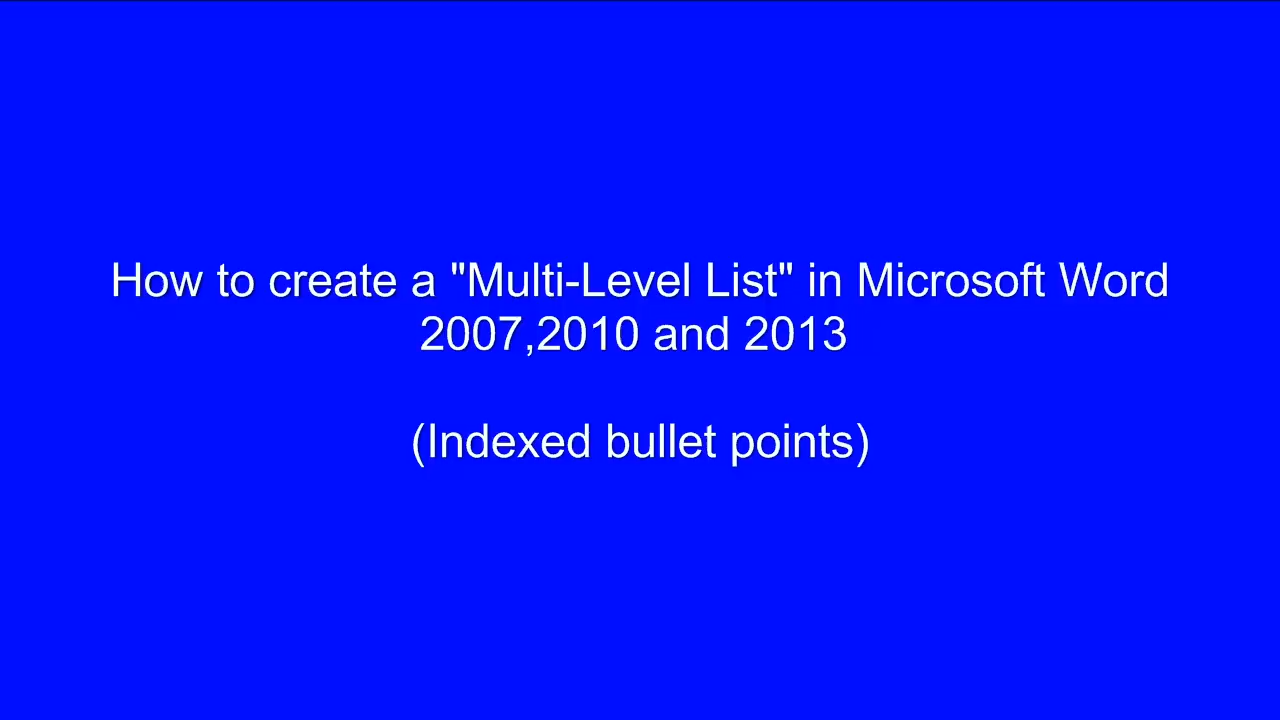 How to create a "Multi-Level List" in Microsoft Word
2007,2010 and 2013
(Indexed bullet points)